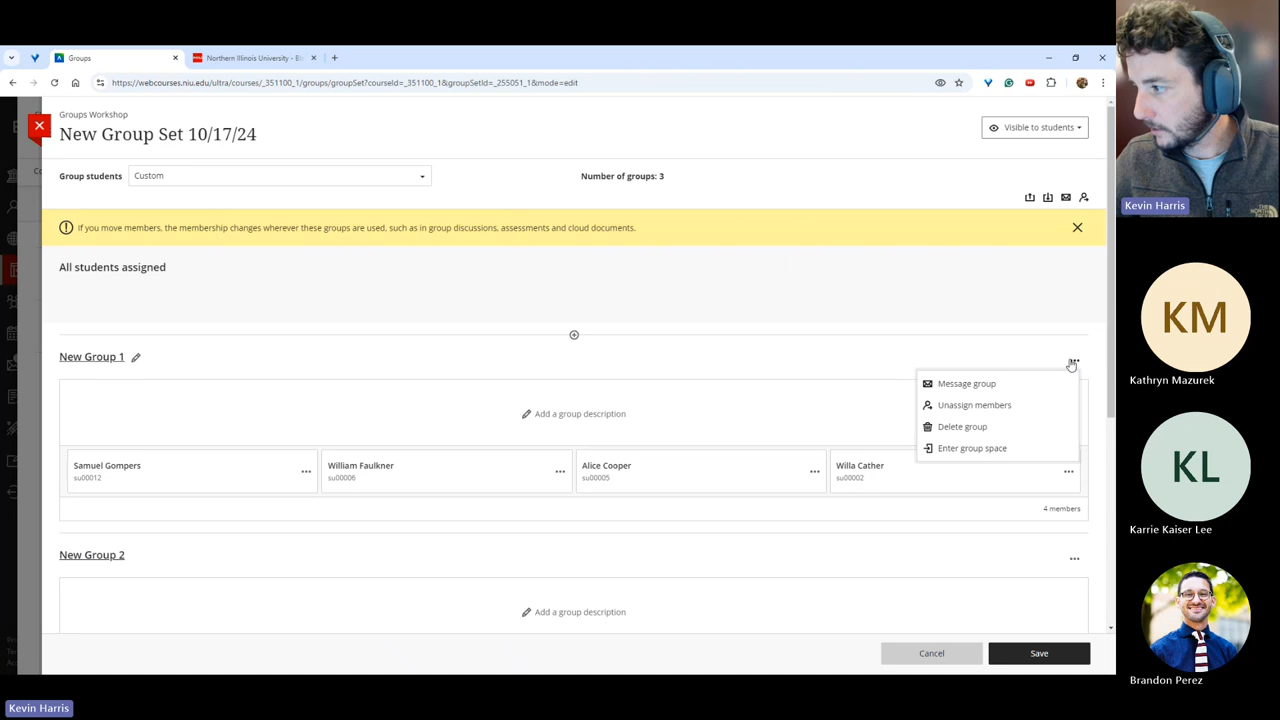 Groups
Northern Illinois University - Bl
https://webcourses.niu.edu/ultra/courses/_351100_1/groups/groupSet?courseId=_351100_1&groupSetId=_255051_1&mode=edit
Groups Workshop
New Group Set 10/17/24
Visible to students
Group students
Custom
Number of groups: 3
If you move members, the membership changes wherever these groups are used, such as in group discussions, assessments and cloud documents.
All students assigned
New Group 1
Message group
Unassign members
Delete group
Enter group space
Add a group description
Samuel Gompers
su00012
William Faulkner
su00006
Alice Cooper
su00005
Willa Cather
su00002
4 members
New Group 2
Add a group description
Cancel
Save
Kevin Harris
KM
Kathryn Mazurek
KL
Karrie Kaiser Lee
Brandon Perez
Kevin Harris